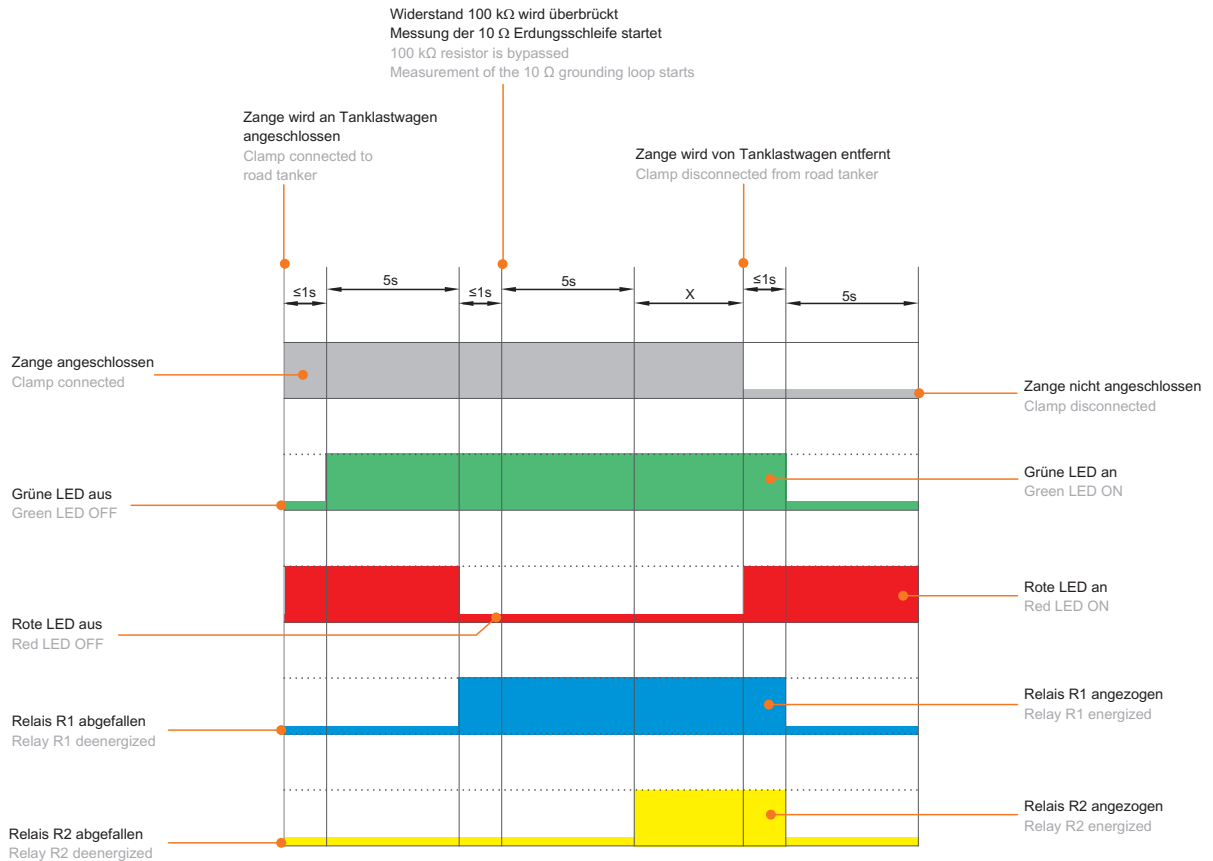 Widerstand 100 kΩ wird überbrückt
Messung der 10 Ω Erdungsschleife startet
100 kΩ resistor is bypassed
Measurement of the 10 Ω grounding loop starts
Zange wird an Tanklastwagen
angeschlossen
Clamp connected to
road tanker
Zange wird von Tanklastwagen entfernt
Clamp disconnected from road tanker
≤1s
5s
≤1s
5s
X
≤1s
5s
Zange angeschlossen
Clamp connected
Zange nicht angeschlossen
Clamp disconnected
Grüne LED aus
Green LED OFF
Grüne LED an
Green LED ON
Rote LED aus
Red LED OFF
Rote LED an
Red LED ON
Relais R1 abgefallen
Relay R1 deenergized
Relais R1 angezogen
Relay R1 energized
Relais R2 abgefallen
Relay R2 deenergized
Relais R2 angezogen
Relay R2 energized